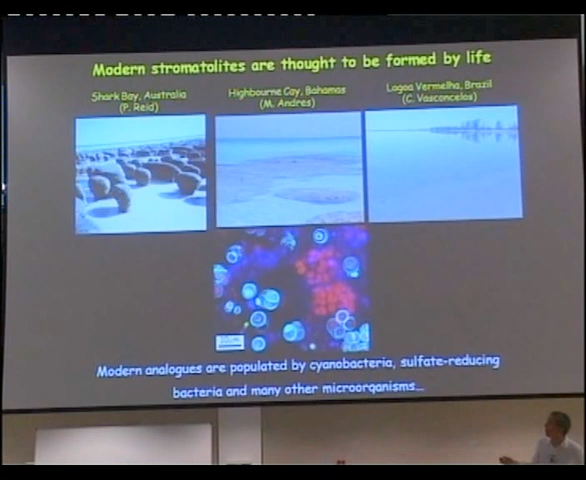 Modern stromatolites are thought to be formed by life
Shark Bay, Australia
(P. Reid)
Highbourne Cay, Bahamas
(M. Andres)
Lagoa Vermelha, Brazil
(C. Vasconcelos)
Modern analogues are populated by cyanobacteria, sulfate-reducing
bacteria and many other microorganisms...